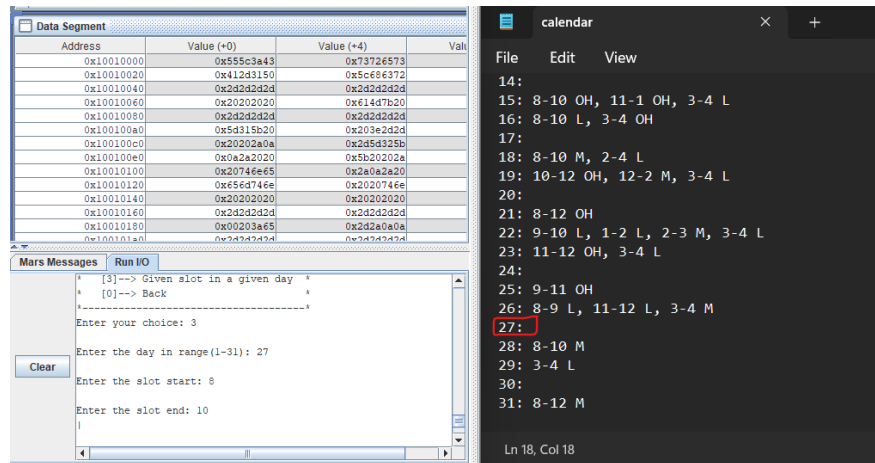 Data Segment
Address Value (+0) Value (+4) Valu
0x10010000 0x555c3a43 0x73726573
0x10010020 0x412d3150 0x5c686372
0x10010040 0x2d2d2d2d 0x2d2d2d2d
0x10010060 0x20202020 0x614d7b20
0x10010080 0x2d2d2d2d 0x2d2d2d2d
0x100100a0 0x5d315b20 0x203e2d2d
0x100100c0 0x20202a0a 0x2d5d325b
0x100100e0 0x0a2a2020 0x5b20202a
0x10010100 0x20746e65 0x2a0a2a20
0x10010120 0x656d746e 0x2020746e
0x10010140 0x20202020 0x20202020
0x10010160 0x2d2d2d2d 0x2d2d2d2d
0x10010180 0x00203a65 0x2d2a0a0a
0x100101a0 0x2d2d2d2d 0x2d2d2d2d
Mars Messages Run I/O
* [3]--> Given slot in a given day *
* [0]--> Back *
*-------------------------------------*
Enter your choice: 3
Enter the day in range(1-31): 27
Clear
Enter the slot start: 8
Enter the slot end: 10
calendar
File Edit View
14:
15: 8-10 OH, 11-1 OH, 3-4 L
16: 8-10 L, 3-4 OH
17:
18: 8-10 M, 2-4 L
19: 10-12 OH, 12-2 M, 3-4 L
20:
21: 8-12 OH
22: 9-10 L, 1-2 L, 2-3 M, 3-4 L
23: 11-12 OH, 3-4 L
24:
25: 9-11 OH
26: 8-9 L, 11-12 L, 3-4 M
27:
28: 8-10 M
29: 3-4 L
30:
31: 8-12 M
Ln 18, Col 18